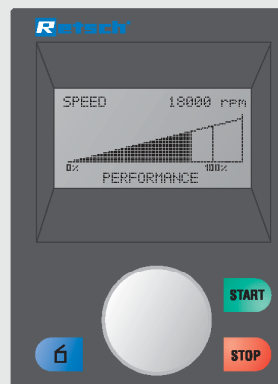 Retsch®
SPEED 18000 rpm
0% 100%
PERFORMANCE
START
STOP